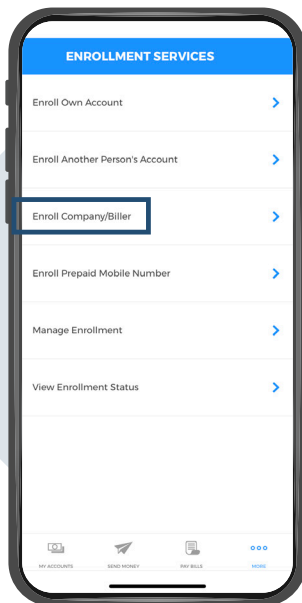 ENROLLMENT SERVICES
Enroll Own Account
Enroll Another Person's Account
Enroll Company/Biller
Enroll Prepaid Mobile Number
Manage Enrollment
View Enrollment Status
MY ACCOUNTS SEND MONEY PAY BILLS MORE